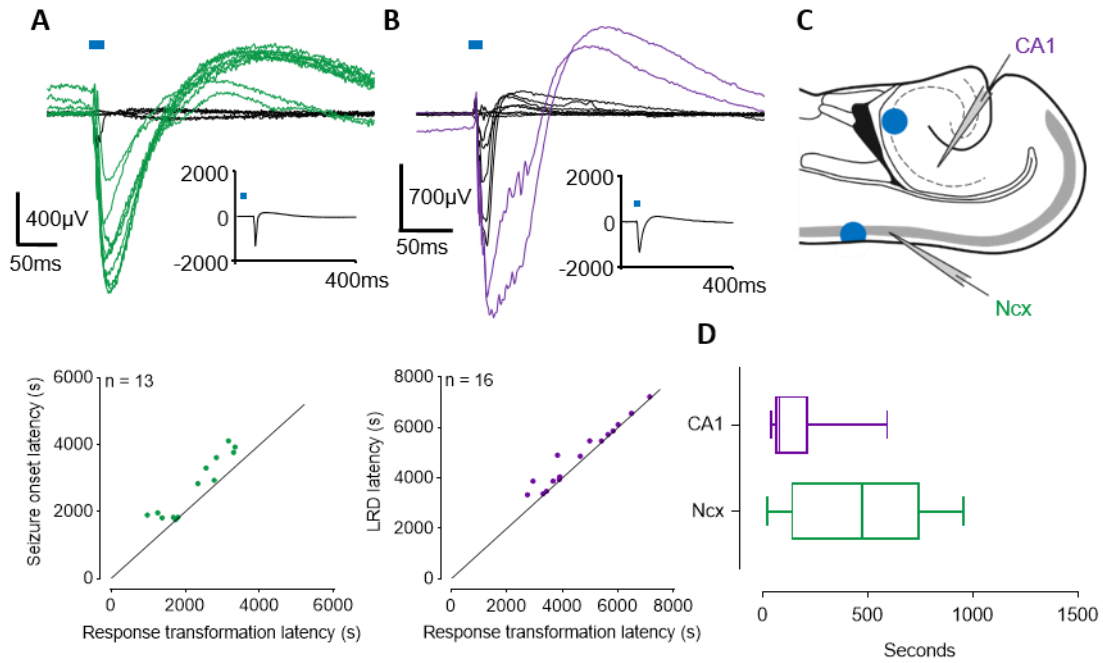 A
400µV
50ms
2000
0
-2000
400ms
B
700µV
50ms
2000
0
-2000
400ms
C
CA1
Ncx
Seizure onset latency (s)
6000
4000
2000
0
n = 13
0 2000 4000 6000
Response transformation latency (s)
LRD latency (s)
8000
6000
4000
2000
0
n = 16
0 2000 4000 6000 8000
Response transformation latency (s)
D
CA1
Ncx
0 500 1000 1500
Seconds